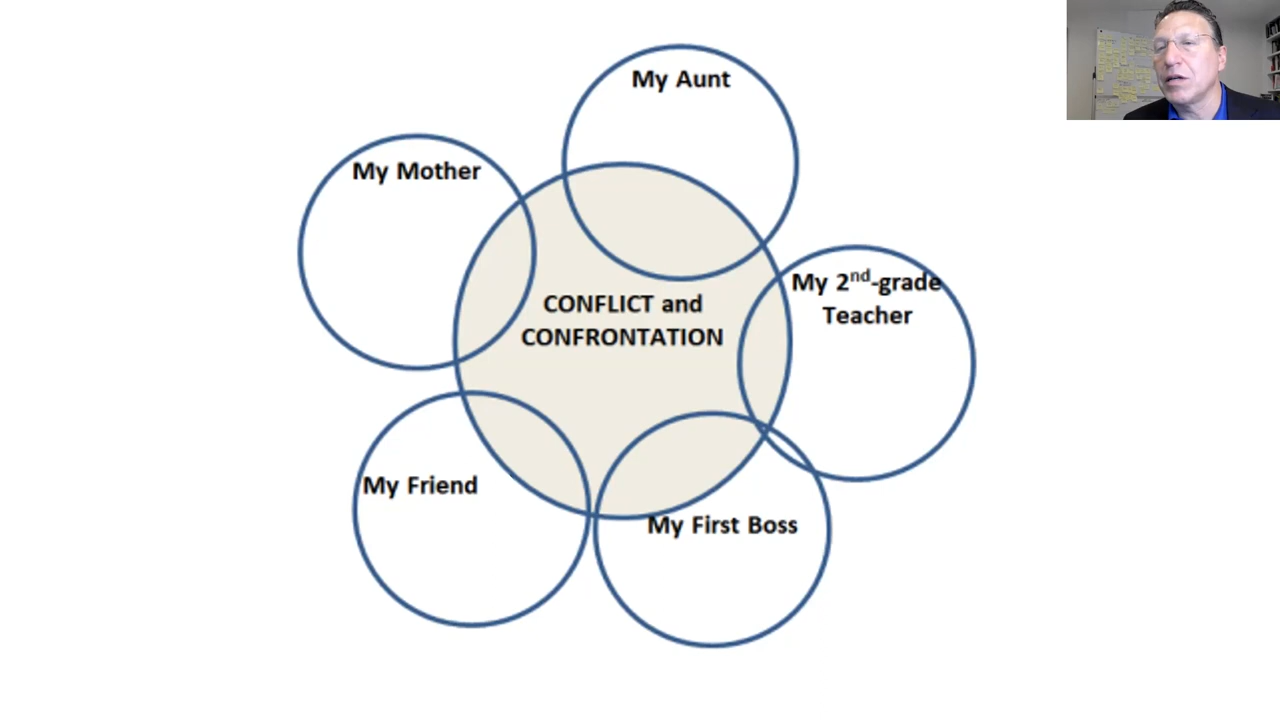 My Aunt
My Mother
My 2nd-grade
Teacher
CONFLICT and
CONFRONTATION
My Friend
My First Boss